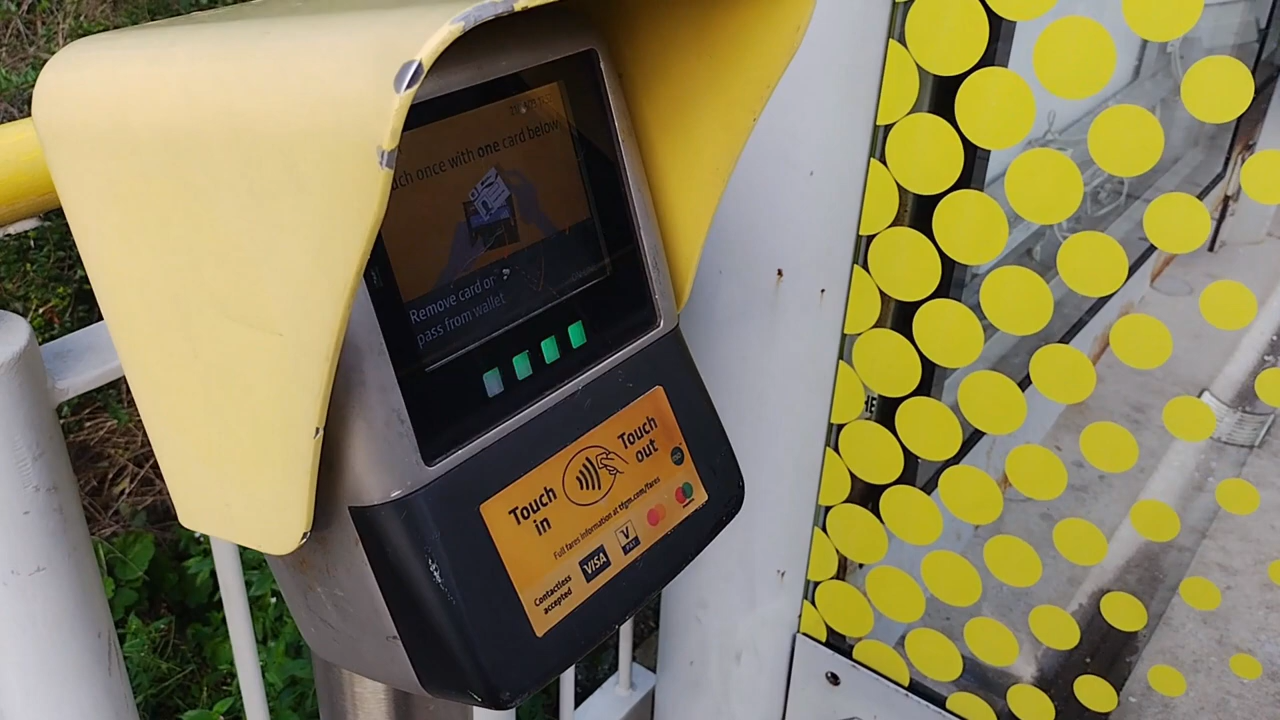 uch once with one card below
Remove card or
pass from wallet
Touch
in
Touch
out
Full fares information at tfgm.com/fares
Contactless
accepted
VISA
V
PAY